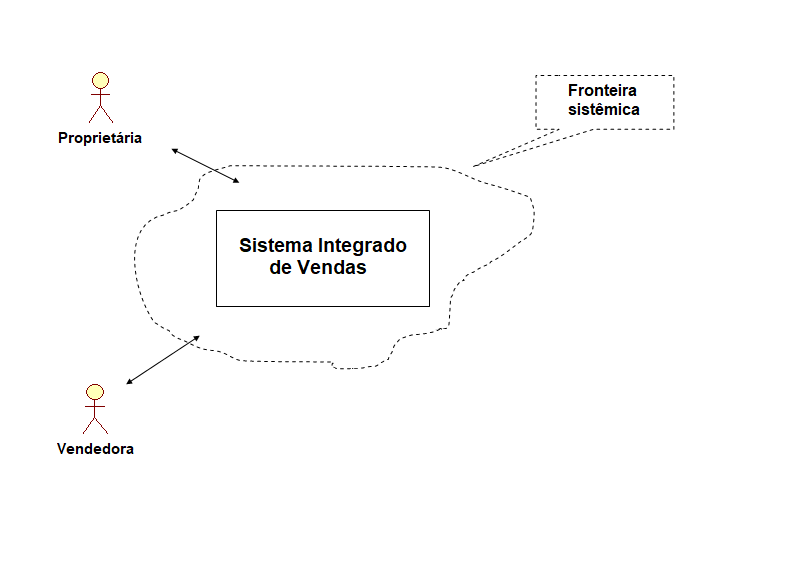 Fronteira
sistêmica
Proprietária
Sistema Integrado
de Vendas
Vendedora